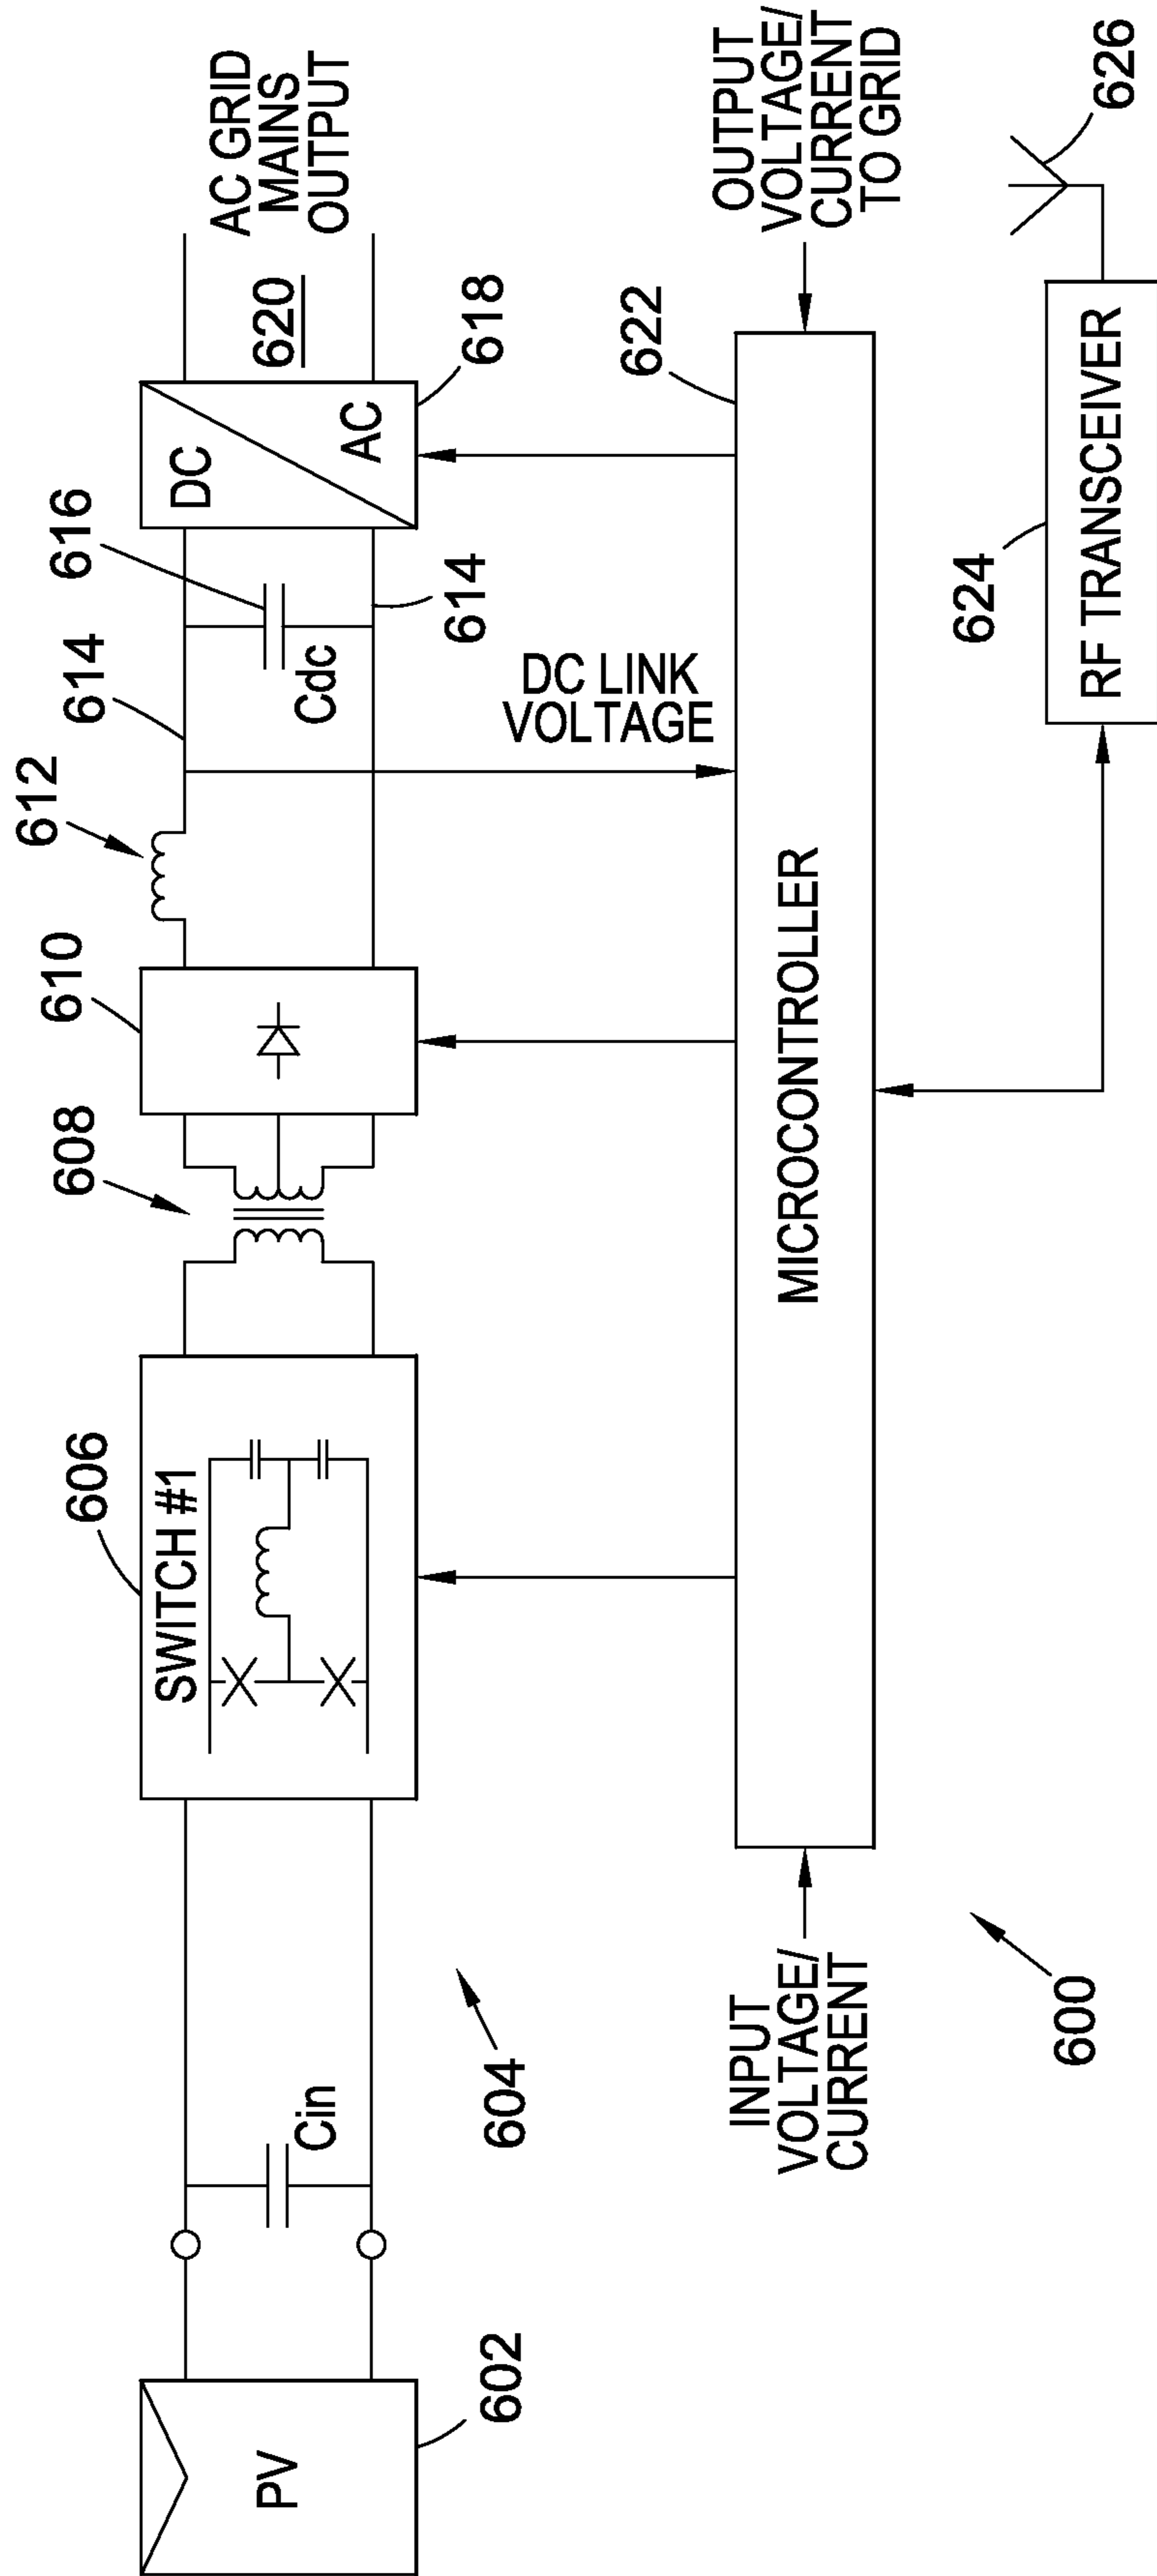 606
608
610
612
614
616
AC GRID
MAINS
OUTPUT
620
SWITCH #1
DC
AC
PV
Cin
Cdc
602
604
614
618
DC LINK
VOLTAGE
622
INPUT
VOLTAGE/
CURRENT
MICROCONTROLLER
OUTPUT
VOLTAGE/
CURRENT
TO GRID
600
624
RF TRANSCEIVER
626